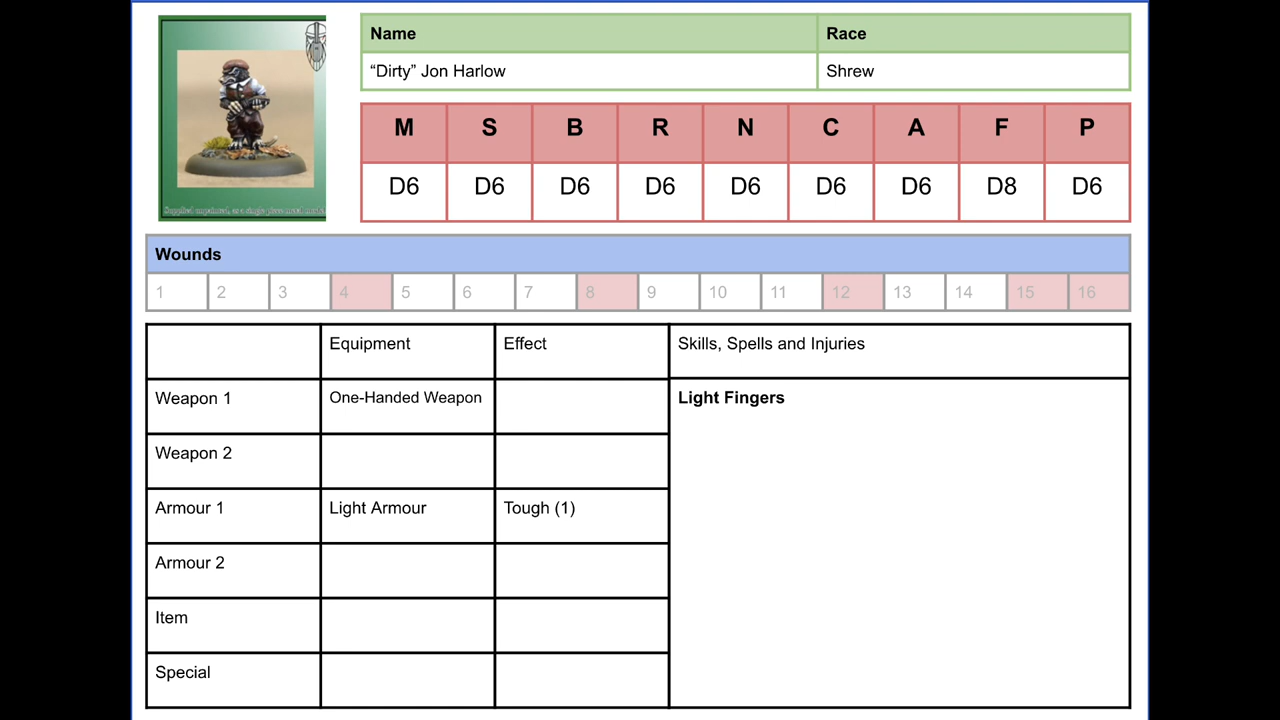 Name Race
“Dirty” Jon Harlow Shrew
M S B R N C A F P
D6 D6 D6 D6 D6 D6 D6 D8 D6
Wounds
1 2 3 4 5 6 7 8 9 10 11 12 13 14 15 16
Equipment Effect Skills, Spells and Injuries
Weapon 1 One-Handed Weapon Light Fingers
Weapon 2
Armour 1 Light Armour Tough (1)
Armour 2
Item
Special